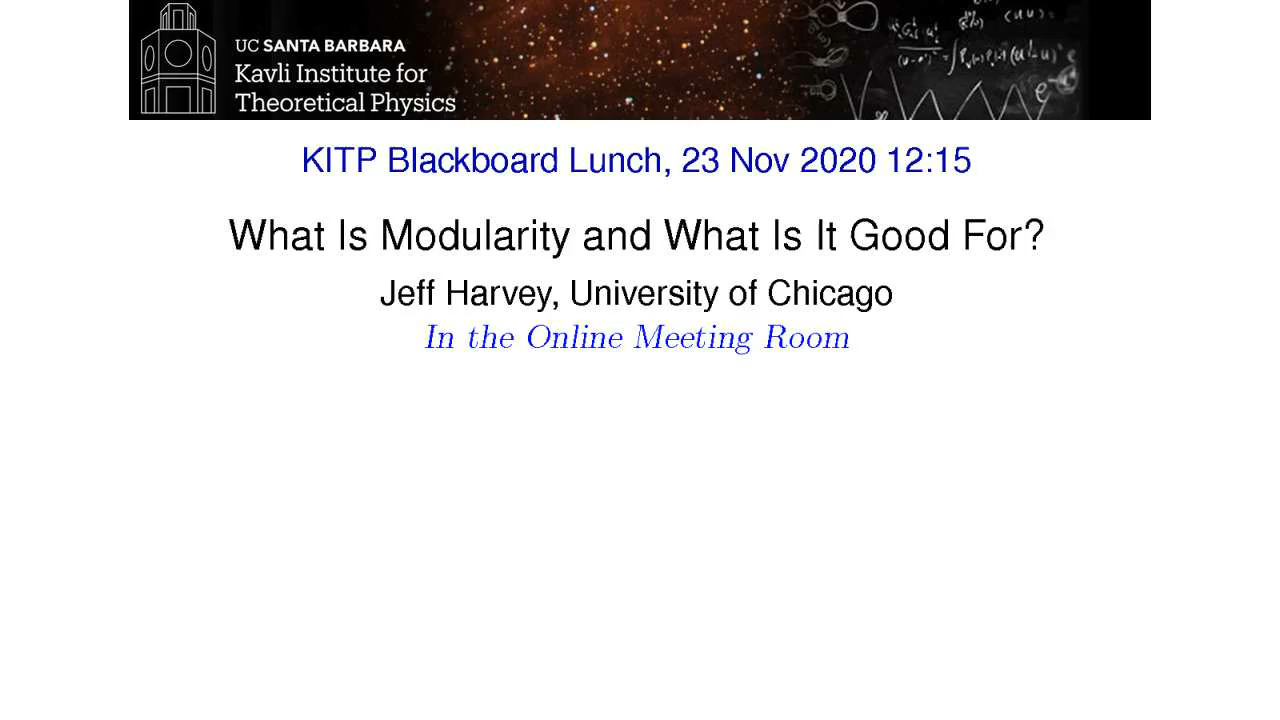 UC SANTA BARBARA
Kavli Institute for
Theoretical Physics
KITP Blackboard Lunch, 23 Nov 2020 12:15
What Is Modularity and What Is It Good For?
Jeff Harvey, University of Chicago
In the Online Meeting Room